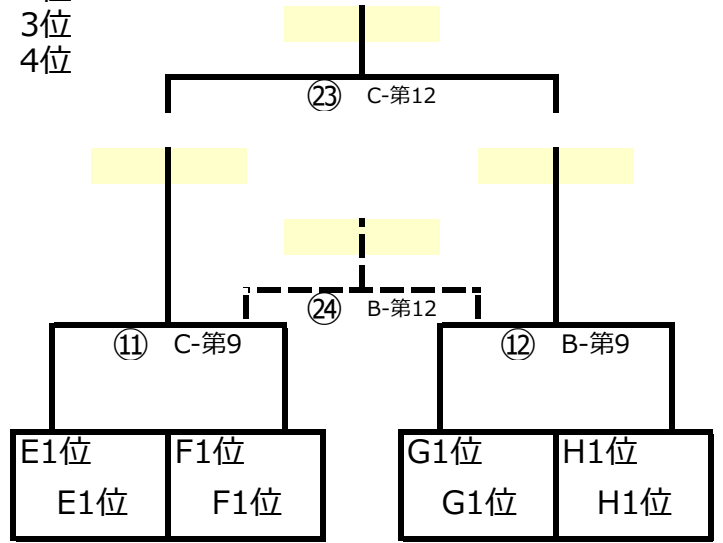 3位
4位
㉓ C-第12
㉔ B-第12
⑪ C-第9
⑫ B-第9
E1位 F1位 G1位 H1位
E1位 F1位 G1位 H1位